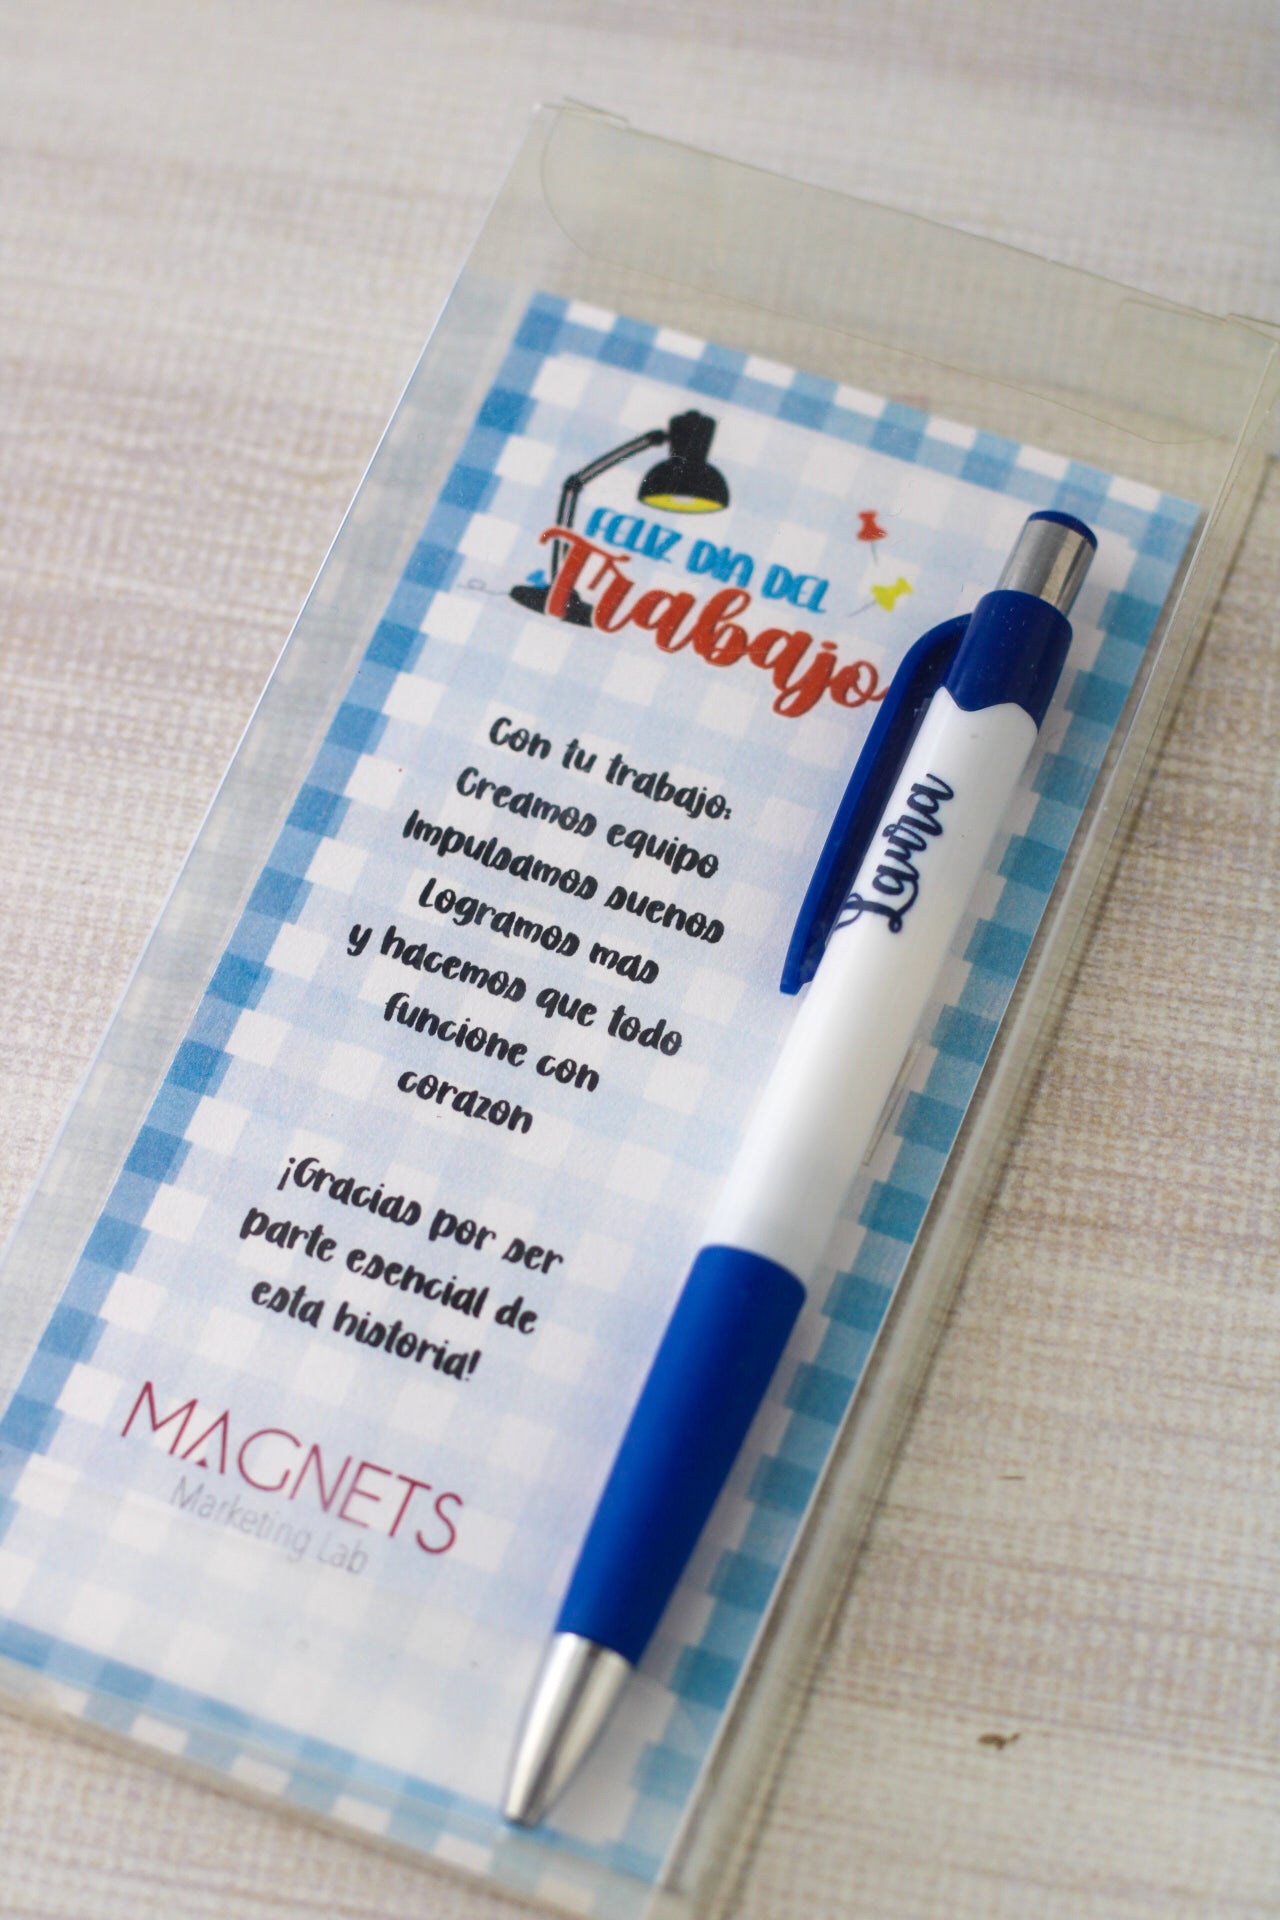 FELIZ DIA DEL
Trabajo
Con tu trabajo:
Creamos equipo
Impulsamos suenos
Logramos mas
y hacemos que todo
funcione con
corazon
¡Gracias por ser
parte esencial de
esta historia!
MAGNETS
Marketing Lab
Laura